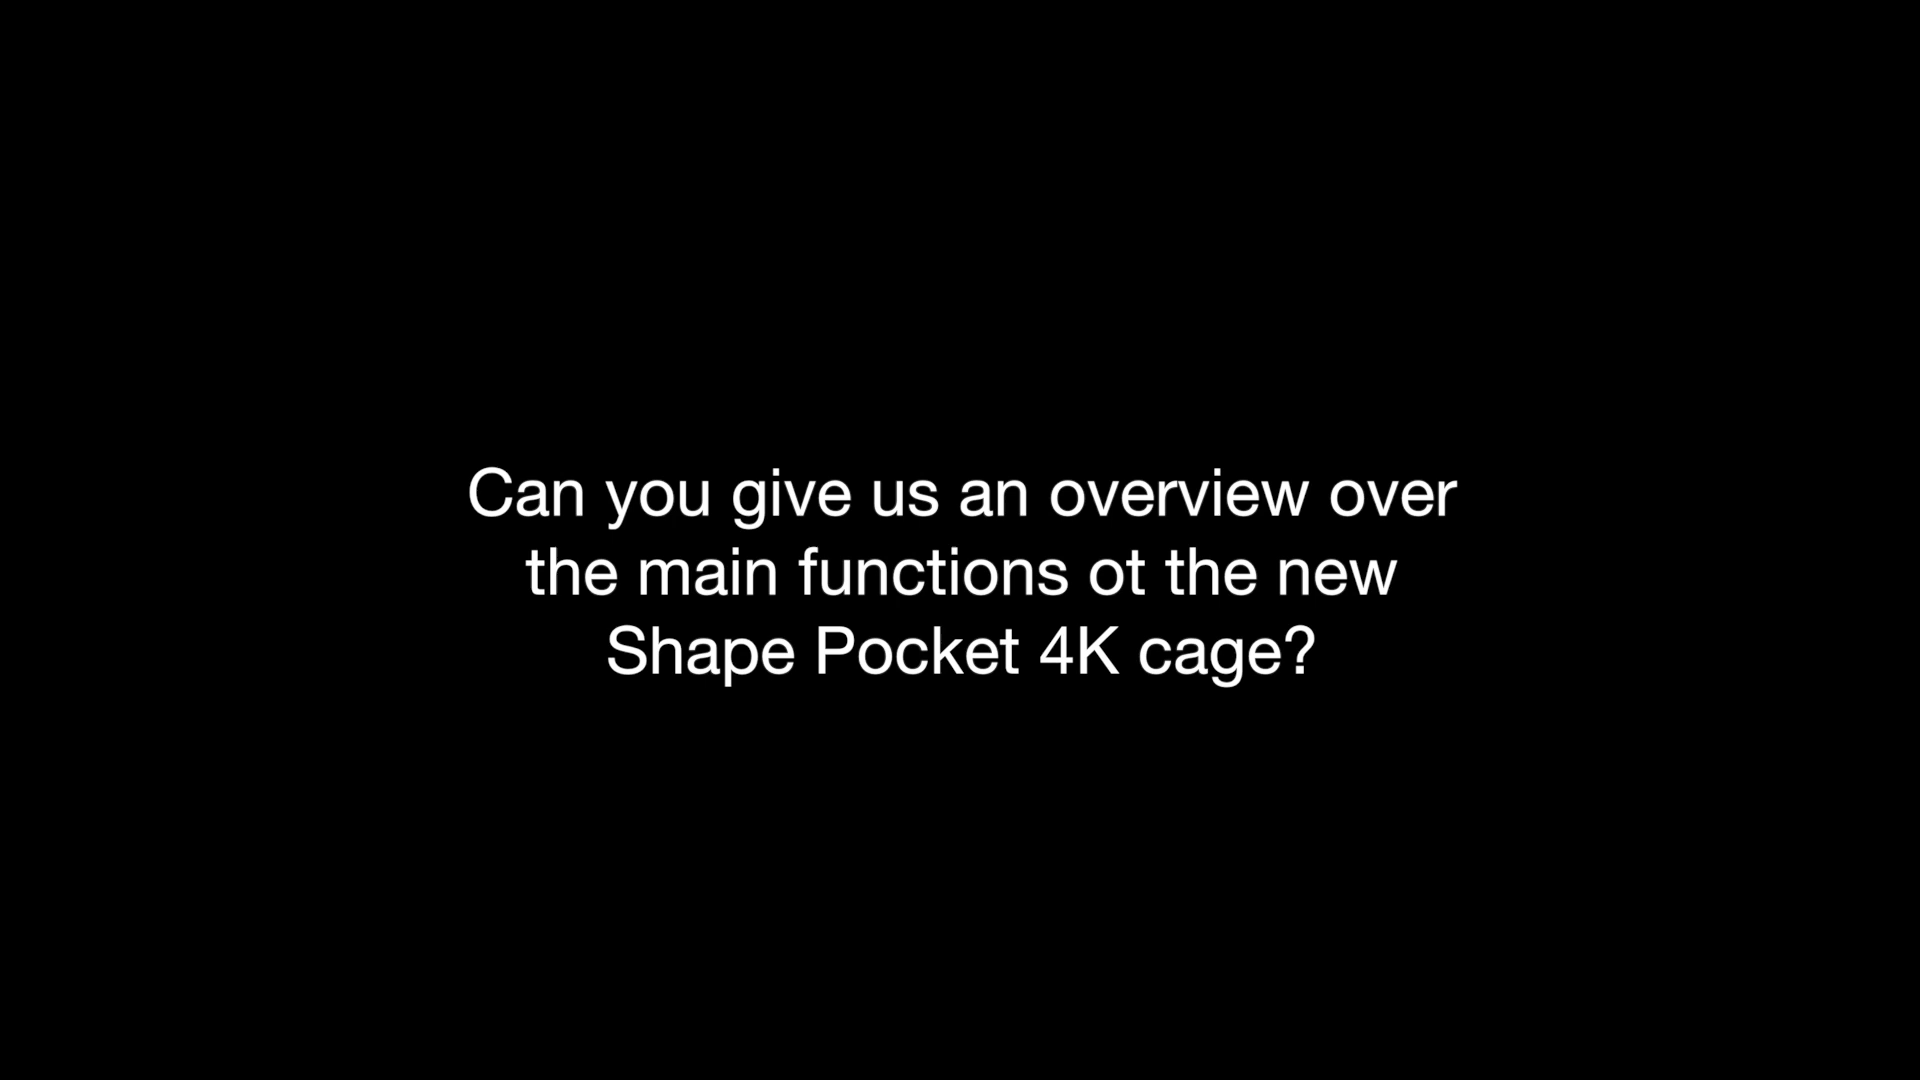 Can you give us an overview over
the main functions ot the new
Shape Pocket 4K cage?